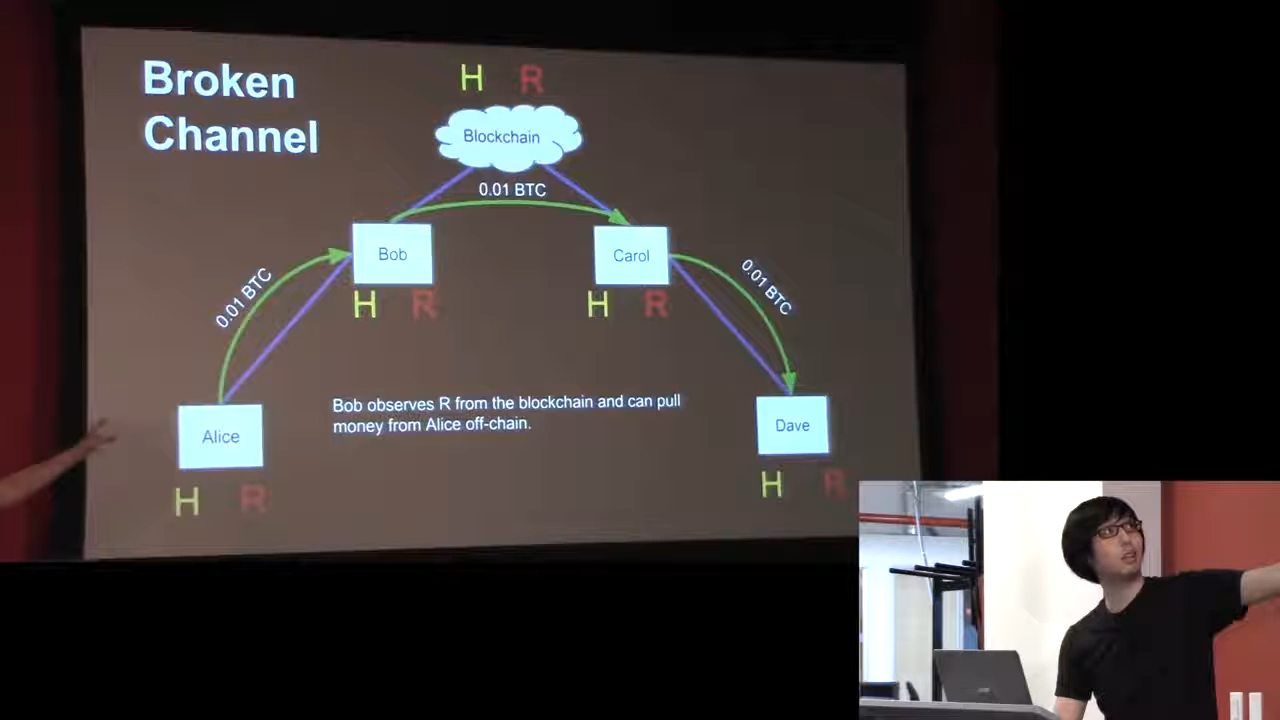 Broken
Channel
H R
Blockchain
0.01 BTC
Bob
Carol
0.01 BTC
0.01 BTC
H R
H R
Bob observes R from the blockchain and can pull
money from Alice off-chain.
Alice
Dave
H R
H R